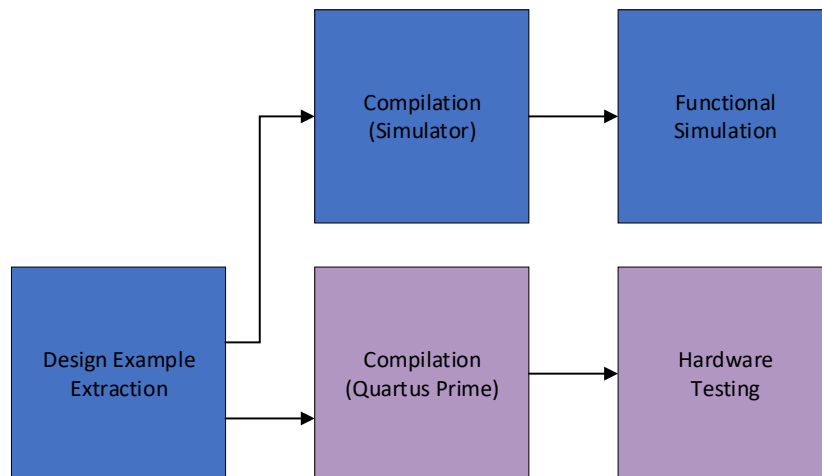 Compilation
(Simulator)
Functional
Simulation
Design Example
Extraction
Compilation
(Quartus Prime)
Hardware
Testing